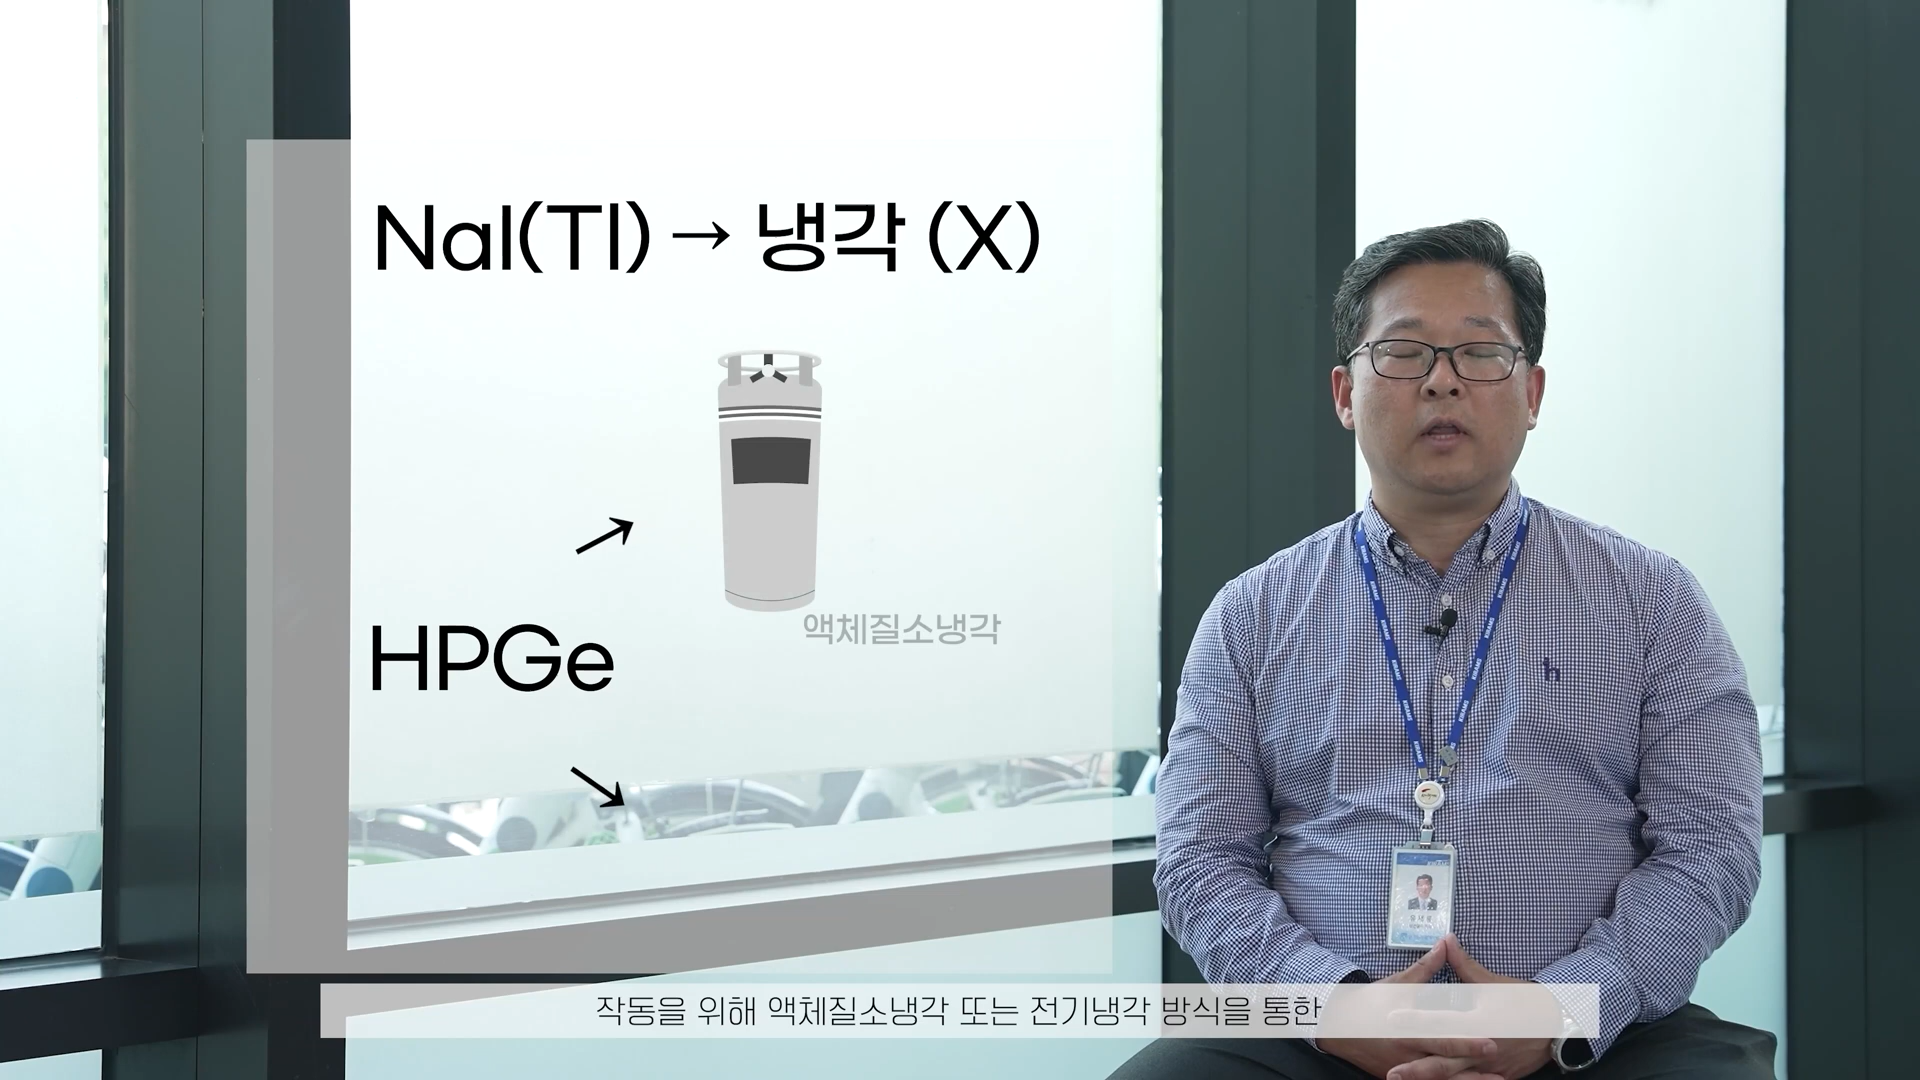 NaI(Tl) → 냉각 (X)
액체질소냉각
HPGe
KIRAMS
작동을 위해 액체질소냉각 또는 전기냉각 방식을 통한